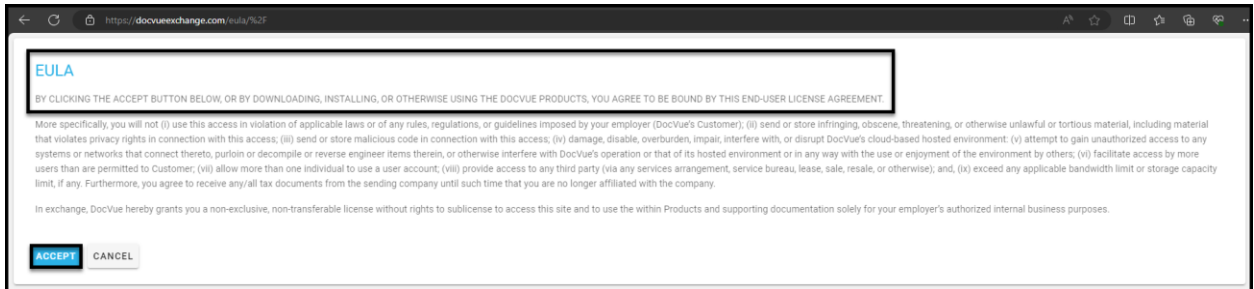 https://docvueexchange.com/eula/%2F
EULA
BY CLICKING THE ACCEPT BUTTON BELOW, OR BY DOWNLOADING, INSTALLING, OR OTHERWISE USING THE DOCVUE PRODUCTS, YOU AGREE TO BE BOUND BY THIS END-USER LICENSE AGREEMENT.
More specifically, you will not (i) use this access in violation of applicable laws or of any rules, regulations, or guidelines imposed by your employer (DocVue's Customer); (ii) send or store infringing, obscene, threatening, or otherwise unlawful or tortious material, including material
that violates privacy rights in connection with this access; (iii) send or store malicious code in connection with this access; (iv) damage, disable, overburden, impair, interfere with, or disrupt DocVue's cloud-based hosted environment: (v) attempt to gain unauthorized access to any
systems or networks that connect thereto, purloin or decompile or reverse engineer items therein, or otherwise interfere with DocVue's operation or that of its hosted environment or in any way with the use or enjoyment of the environment by others; (vi) facilitate access by more
users than are permitted to Customer; (vii) allow more than one individual to use a user account; (viii) provide access to any third party (via any services arrangement, service bureau, lease, sale, resale, or otherwise); and, (ix) exceed any applicable bandwidth limit or storage capacity
limit, if any. Furthermore, you agree to receive any/all tax documents from the sending company until such time that you are no longer affiliated with the company.
In exchange, DocVue hereby grants you a non-exclusive, non-transferable license without rights to sublicense to access this site and to use the within Products and supporting documentation solely for your employer's authorized internal business purposes.
ACCEPT CANCEL